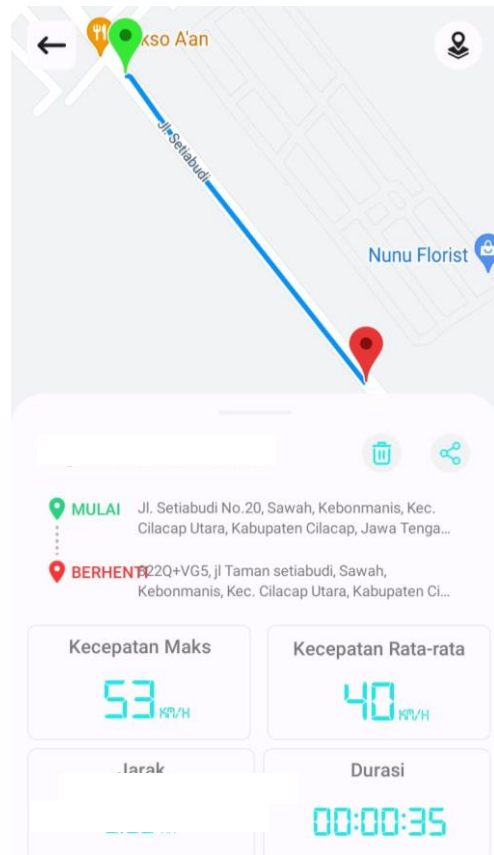 kso A'an
Jl. Setiabudi
Nunu Florist
MULAI
Jl. Setiabudi No.20, Sawah, Kebonmanis, Kec.
Cilacap Utara, Kabupaten Cilacap, Jawa Tenga...
BERHENTI
822Q+VG5, jl Taman setiabudi, Sawah,
Kebonmanis, Kec. Cilacap Utara, Kabupaten Ci...
Kecepatan Maks
Kecepatan Rata-rata
53 KM/H
40 KM/H
Jarak
Durasi
00:00:35